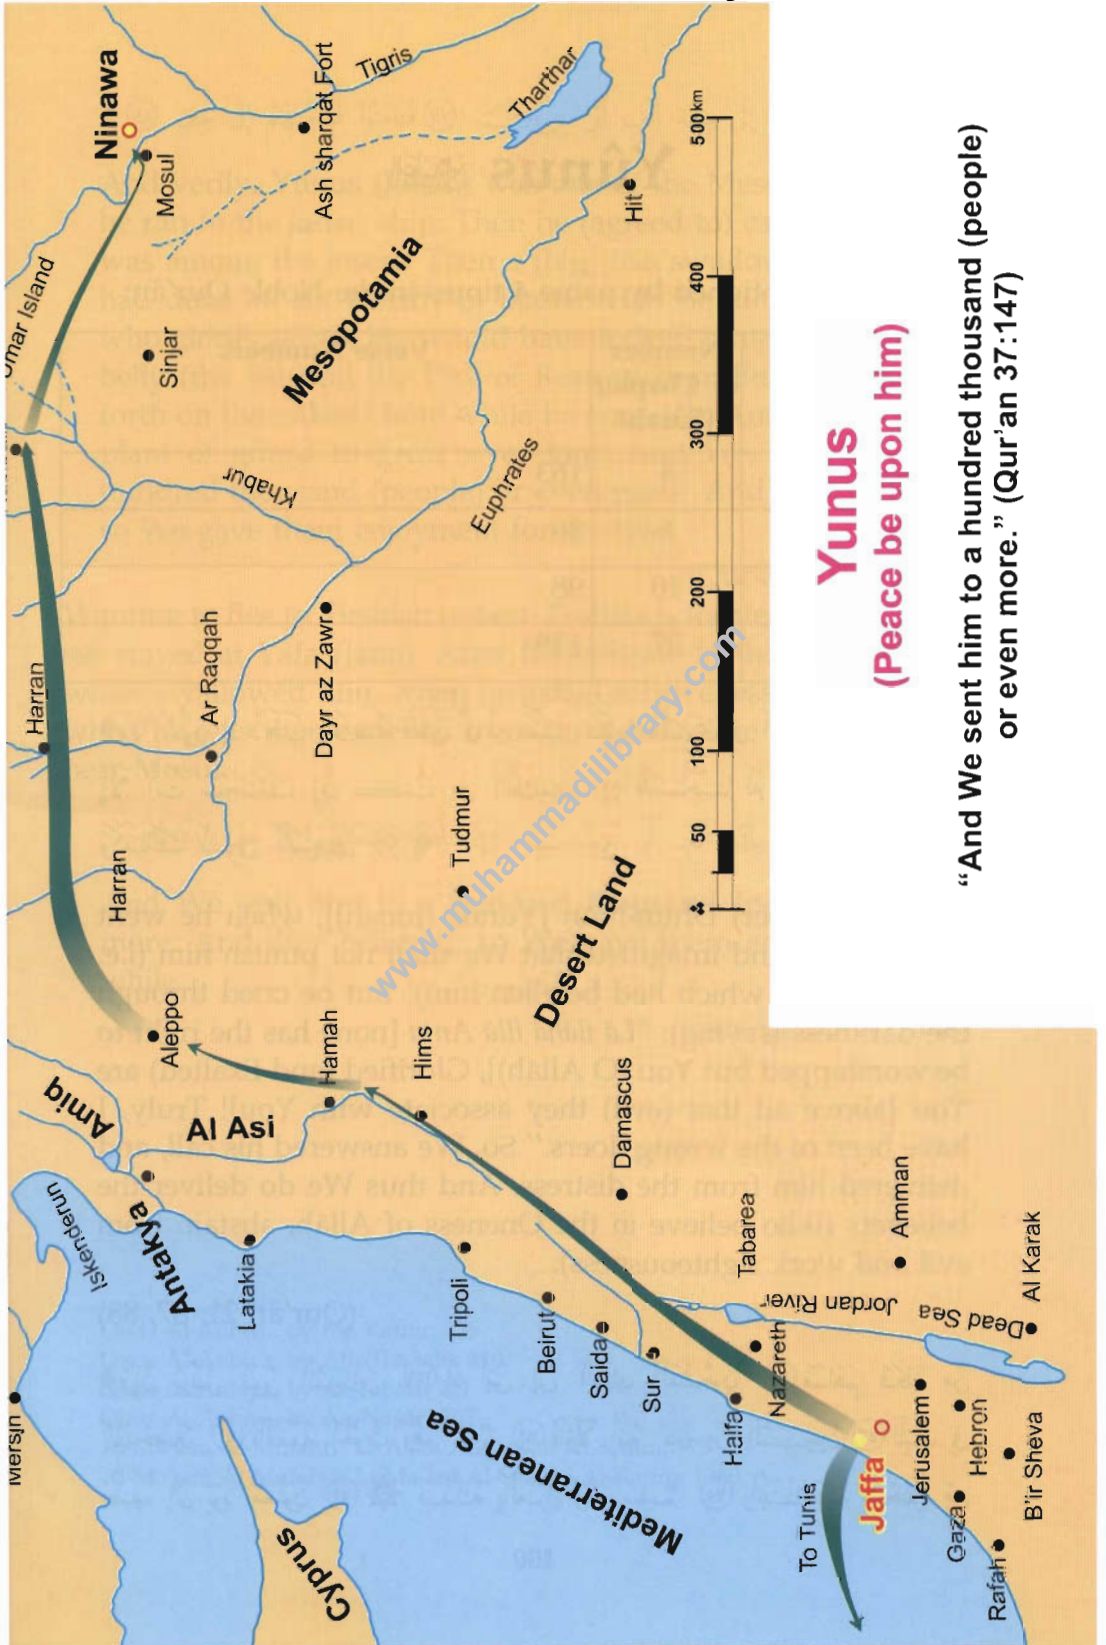 Ninawa
Mosul
Ash sharqat Fort
Tigris
Tharthar
Hit
Sinjar
Mesopotamia
Khabur
Euphrates
Harran
Ar Raqqah
Dayr az Zawr
Harran
Tudmur
Desert Land
Aleppo
Hamah
Hims
Amiq
Al Asi
Iskenderun
Antakya
Latakia
Tripoli
Beirut
Saida
Sur
Damascus
Tabarea
Amman
Jordan River
Dead Sea
Al Karak
Nazareth
Haifa
Mersjn
Cyprus
Mediterranean Sea
To Tunis
Jaffa
Jerusalem
Hebron
Gaza
B'ir Sheva
Rafah
50
100
200
300
400
500km
www.muhammadilibrary.com
Yunus
(Peace be upon him)
“And We sent him to a hundred thousand (people)
or even more.” (Qur'an 37:147)